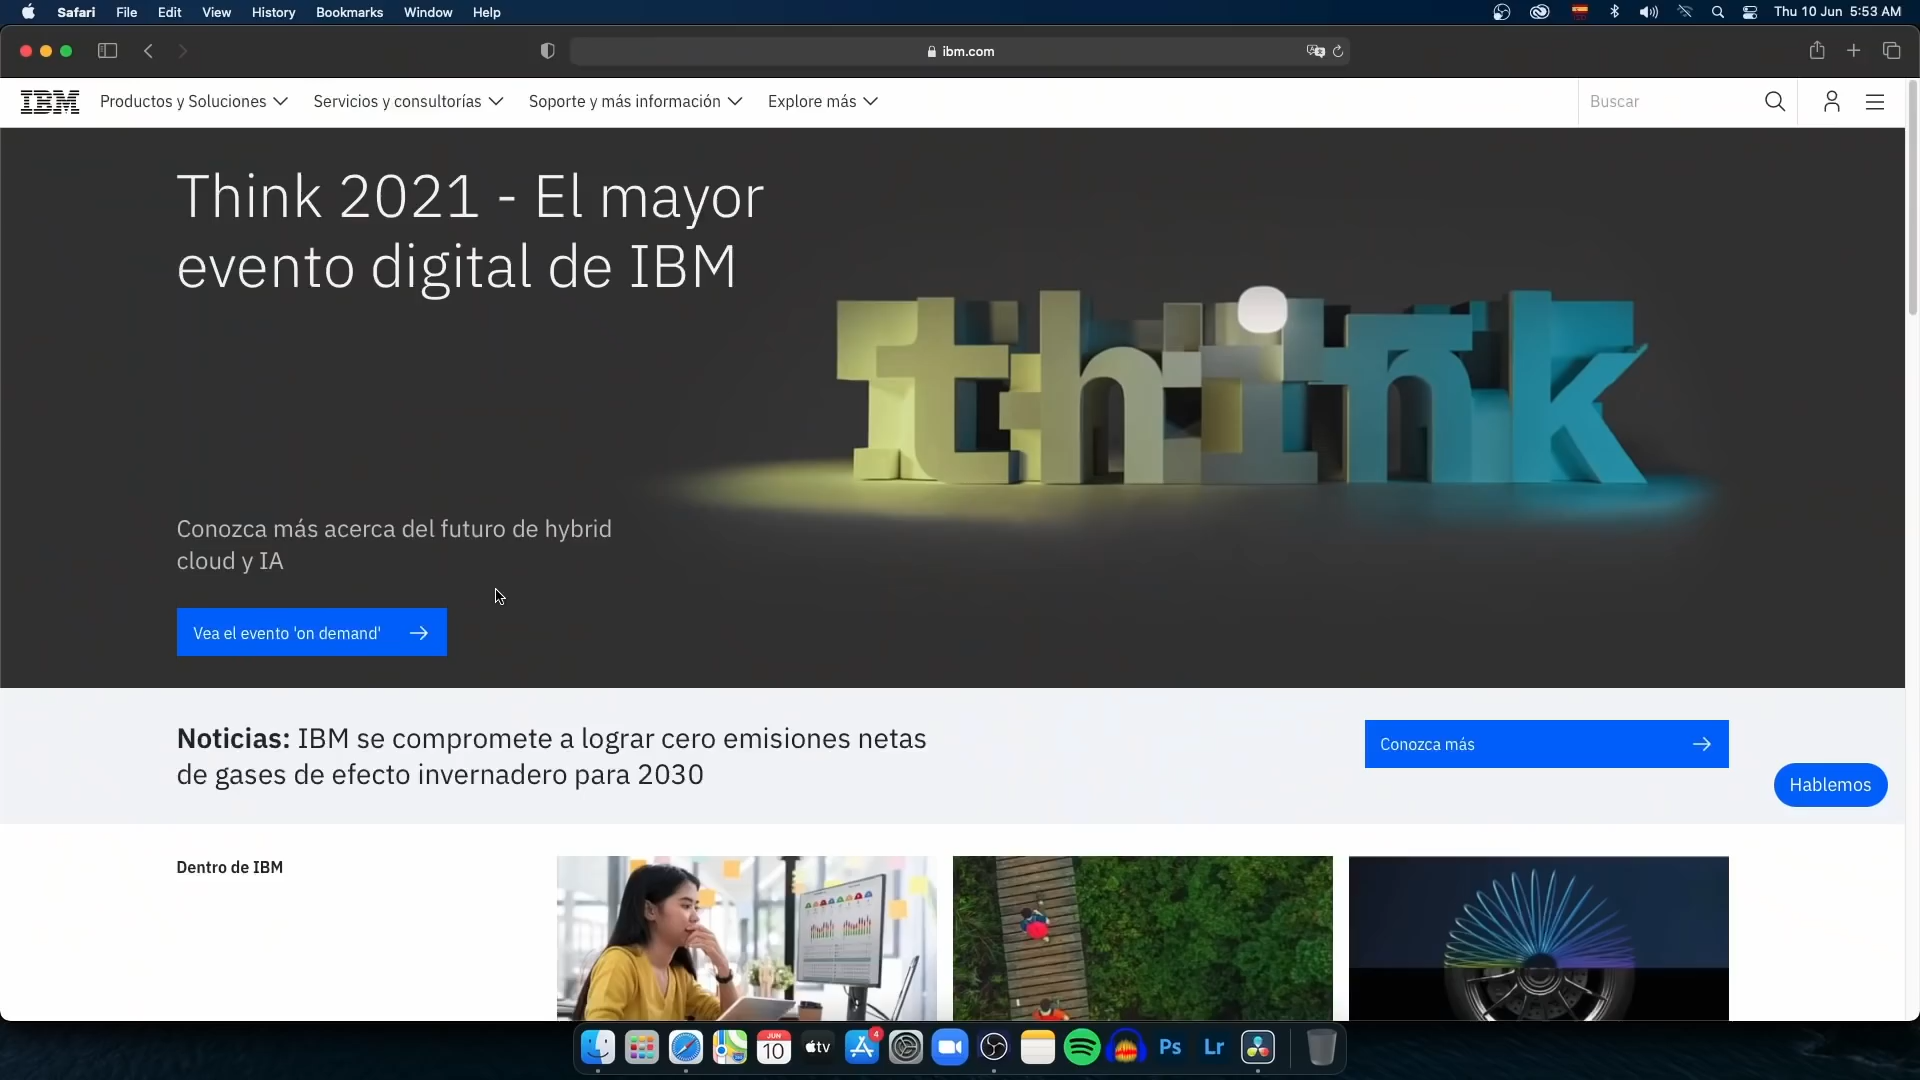 Safari File Edit View History Bookmarks Window Help Thu 10 Jun 5:53 AM
ibm.com
IBM Productos y Soluciones Servicios y consultorías Soporte y más información Explore más Buscar
Think 2021 - El mayor
evento digital de IBM
think
Conozca más acerca del futuro de hybrid
cloud y IA
Vea el evento 'on demand'
Noticias: IBM se compromete a lograr cero emisiones netas
de gases de efecto invernadero para 2030
Conozca más
Hablemos
Dentro de IBM
JUN
10
tv
4
Ps
Lr